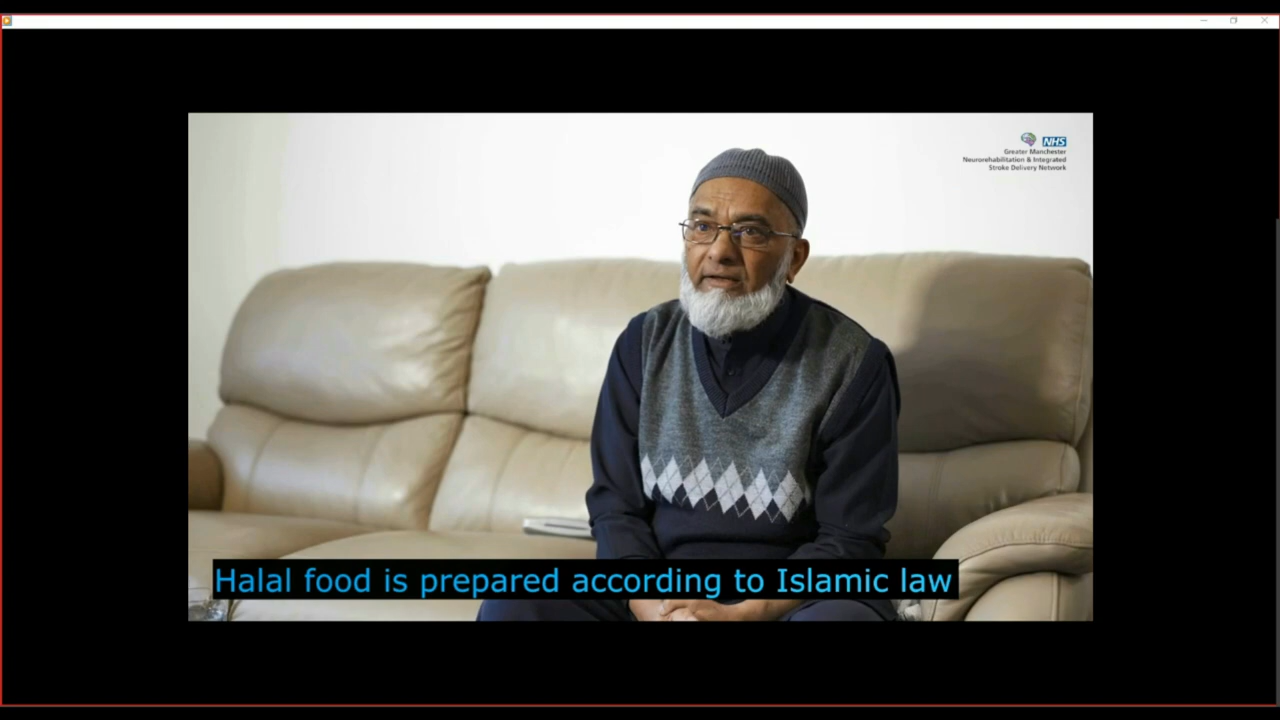 NHS
Greater Manchester
Neurorehabilitation & Integrated
Stroke Delivery Network
Halal food is prepared according to Islamic law